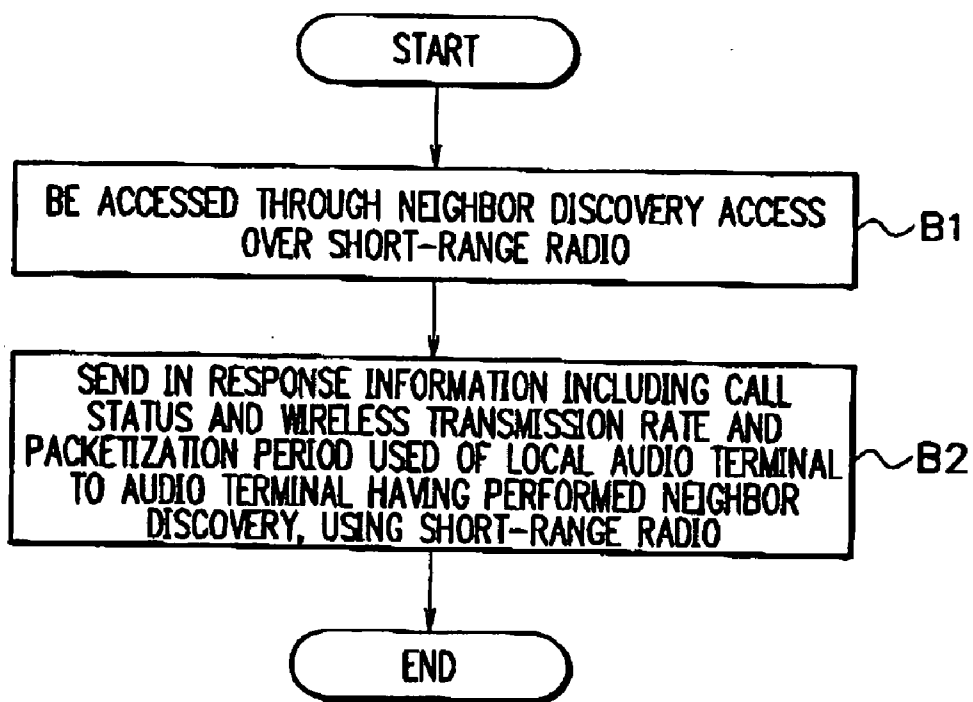 START
BE ACCESSED THROUGH NEIGHBOR DISCOVERY ACCESS
OVER SHORT-RANGE RADIO
B1
SEND IN RESPONSE INFORMATION INCLUDING CALL
STATUS AND WIRELESS TRANSMISSION RATE AND
PACKETIZATION PERIOD USED OF LOCAL AUDIO TERMINAL
TO AUDIO TERMINAL HAVING PERFORMED NEIGHBOR
DISCOVERY, USING SHORT-RANGE RADIO
B2
END